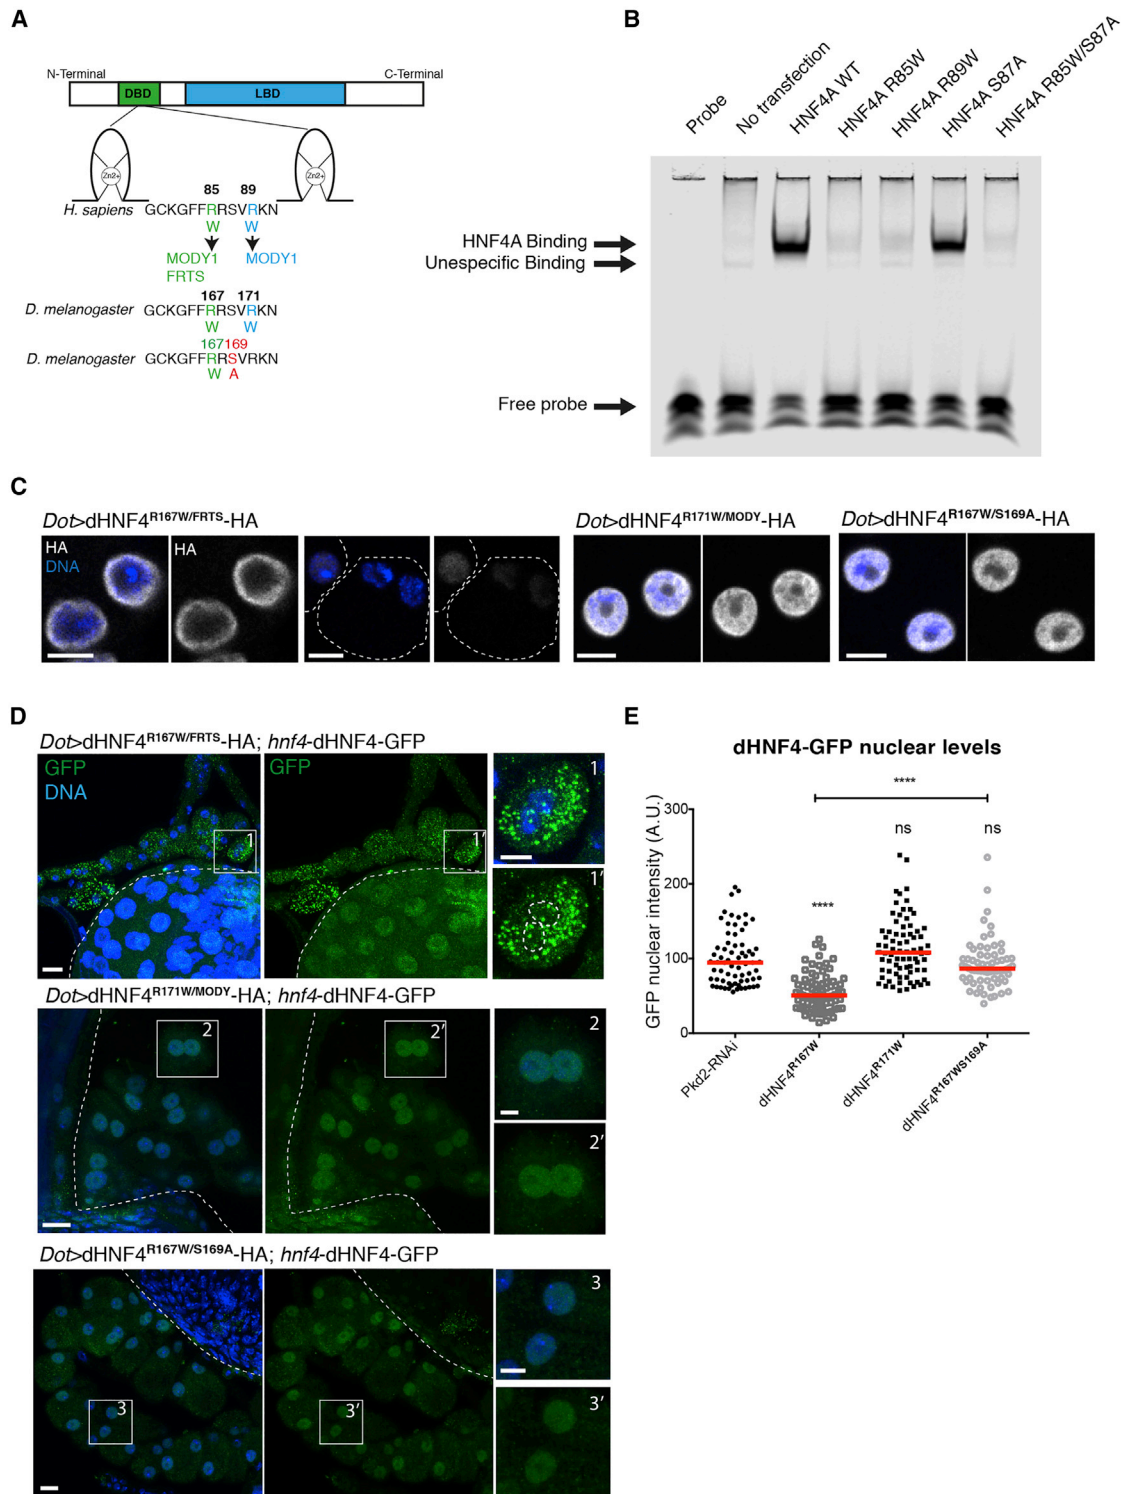 A
N-Terminal
C-Terminal
DBD
LBD
Zn2+
Zn2+
85 89
H. sapiens GCKGFFRRSVRKN
W W
MODY1 MODY1
FRTS
167 171
D. melanogaster GCKGFFRRSVRKN
W W
167 169
D. melanogaster GCKGFFRRSVRKN
W A
B
Probe
No transfection
HNF4A WT
HNF4A R85W
HNF4A R89W
HNF4A S87A
HNF4A R85W/S87A
HNF4A Binding
Unespecific Binding
Free probe
C
Dot>dHNF4R167W/FRTS-HA
HA
DNA
HA
Dot>dHNF4R171W/MODY-HA
Dot>dHNF4R167W/S169A-HA
D
Dot>dHNF4R167W/FRTS-HA; hnf4-dHNF4-GFP
GFP
DNA
GFP
1
1'
1
1'
Dot>dHNF4R171W/MODY-HA; hnf4-dHNF4-GFP
2
2'
2
2'
Dot>dHNF4R167W/S169A-HA; hnf4-dHNF4-GFP
3
3'
3
3'
E
dHNF4-GFP nuclear levels
****
ns
ns
****
GFP nuclear intensity (A.U.)
300
200
100
0
Pkd2-RNAi
dHNF4R167W
dHNF4R171W
dHNF4R167WS169A